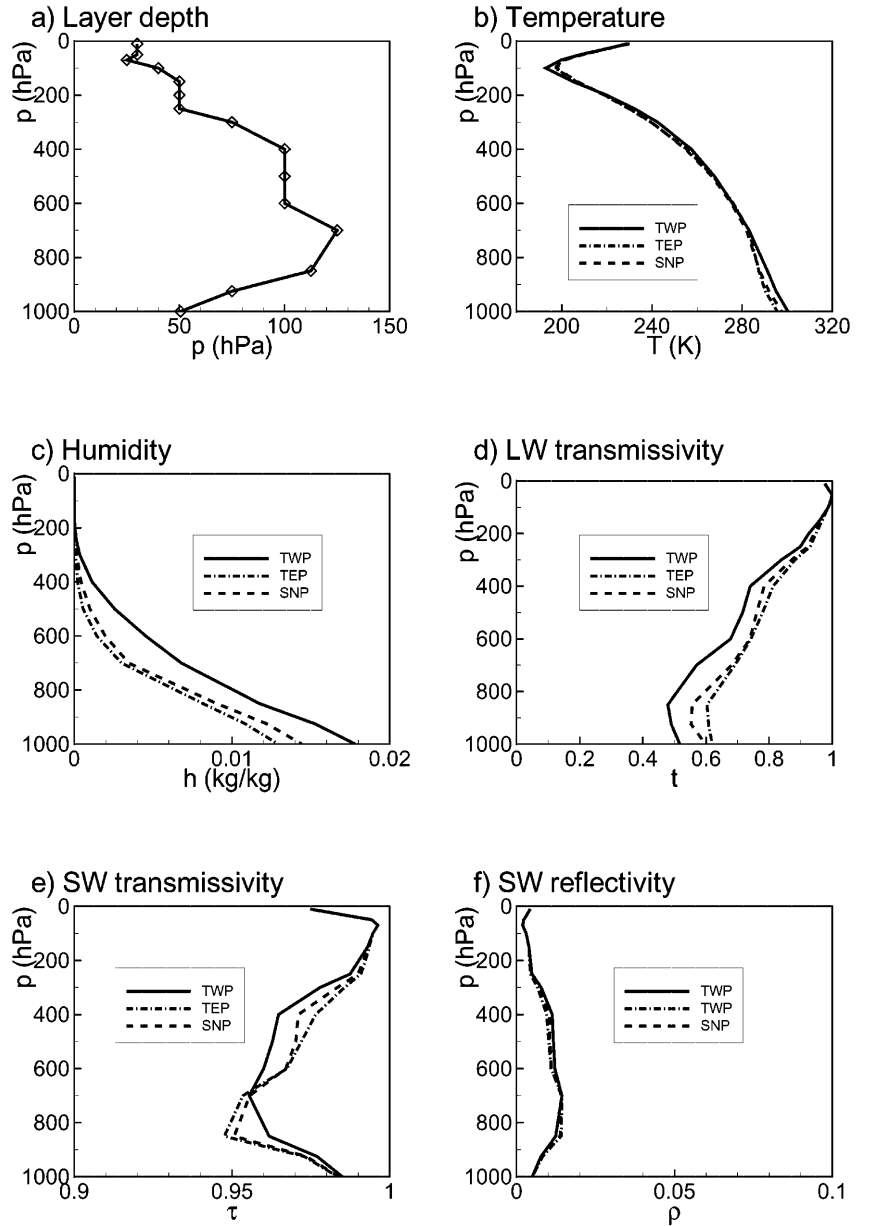 a) Layer depth
p (hPa)
0
200
400
600
800
1000
0
50
100
150
p (hPa)
b) Temperature
p (hPa)
0
200
400
600
800
1000
TWP
TEP
SNP
200
240
280
320
T (K)
c) Humidity
p (hPa)
0
200
400
600
800
1000
TWP
TEP
SNP
0
0.01
0.02
h (kg/kg)
d) LW transmissivity
p (hPa)
0
200
400
600
800
1000
TWP
TEP
SNP
0
0.2
0.4
0.6
0.8
1
t
e) SW transmissivity
p (hPa)
0
200
400
600
800
1000
TWP
TEP
SNP
0.9
0.95
1
τ
f) SW reflectivity
p (hPa)
0
200
400
600
800
1000
TWP
TWP
SNP
0
0.05
0.1
ρ